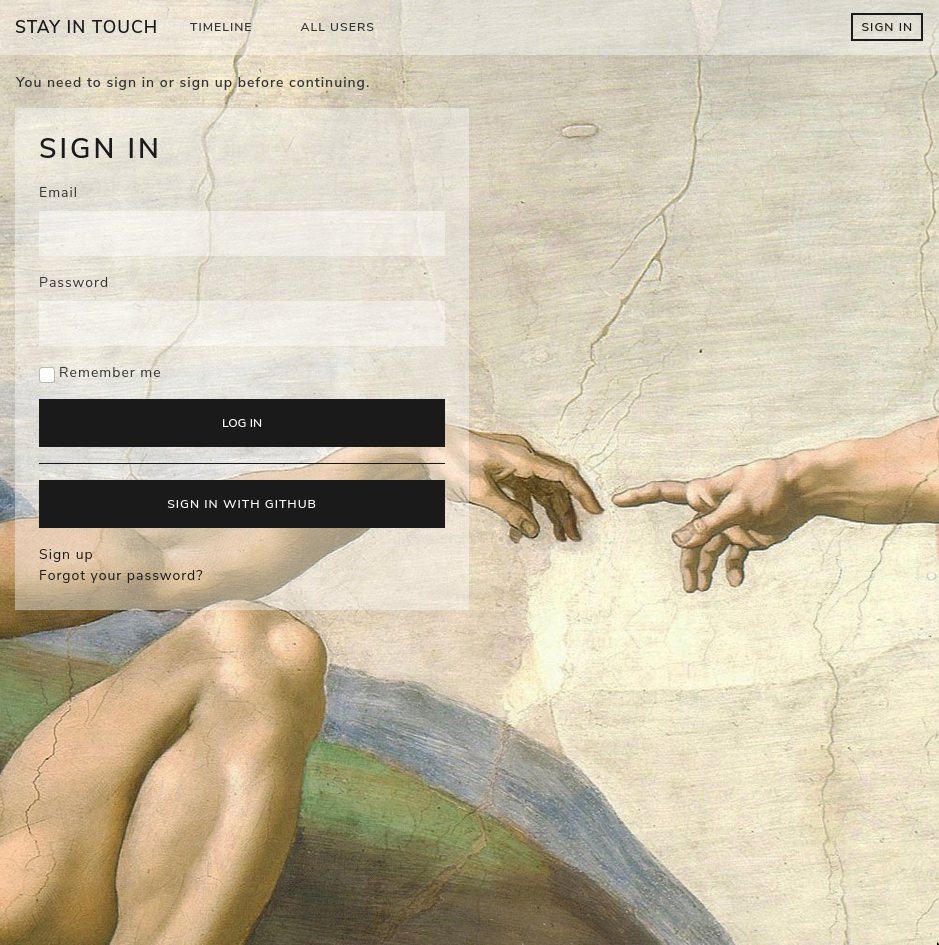 STAY IN TOUCH TIMELINE ALL USERS SIGN IN
You need to sign in or sign up before continuing.
SIGN IN
Email
Password
Remember me
LOG IN
SIGN IN WITH GITHUB
Sign up
Forgot your password?